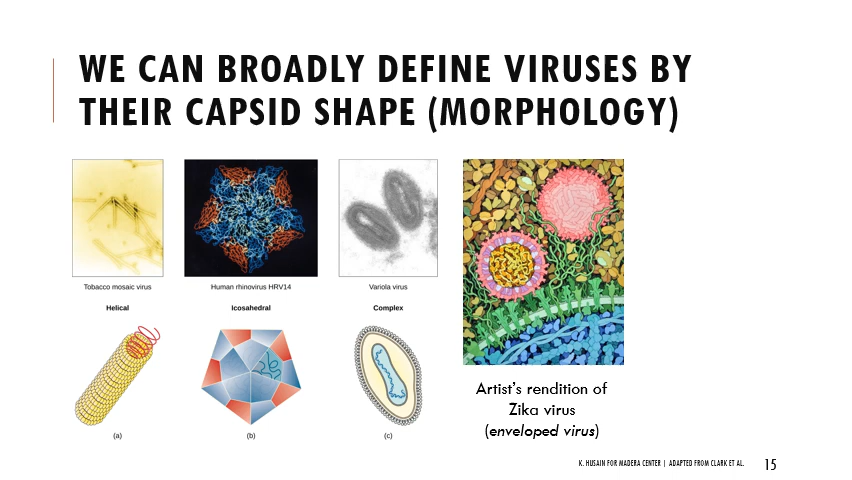 WE CAN BROADLY DEFINE VIRUSES BY
THEIR CAPSID SHAPE (MORPHOLOGY)
Tobacco mosaic virus
Human rhinovirus HRV14
Variola virus
Helical
Icosahedral
Complex
(a)
(b)
(c)
Artist's rendition of
Zika virus
(enveloped virus)
K. HUSAIN FOR MADERA CENTER | ADAPTED FROM CLARK ET AL.
15